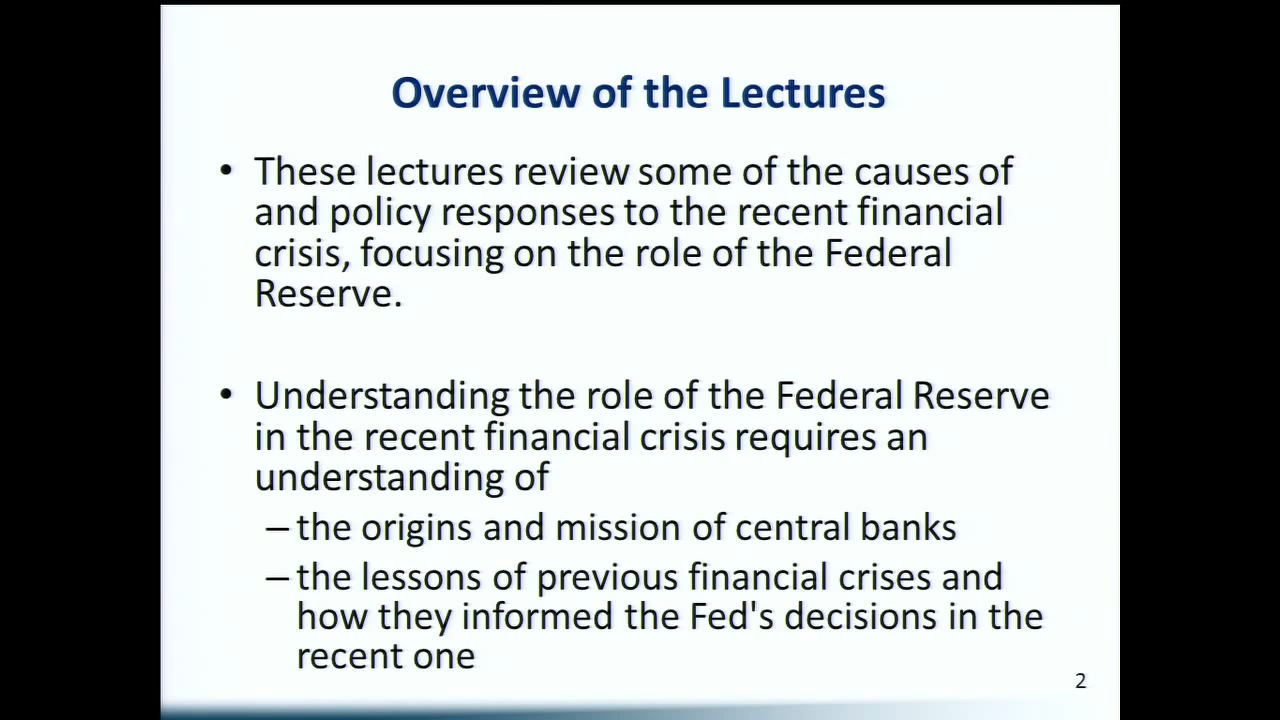 Overview of the Lectures
• These lectures review some of the causes of
and policy responses to the recent financial
crisis, focusing on the role of the Federal
Reserve.
• Understanding the role of the Federal Reserve
in the recent financial crisis requires an
understanding of
– the origins and mission of central banks
– the lessons of previous financial crises and
how they informed the Fed's decisions in the
recent one
2